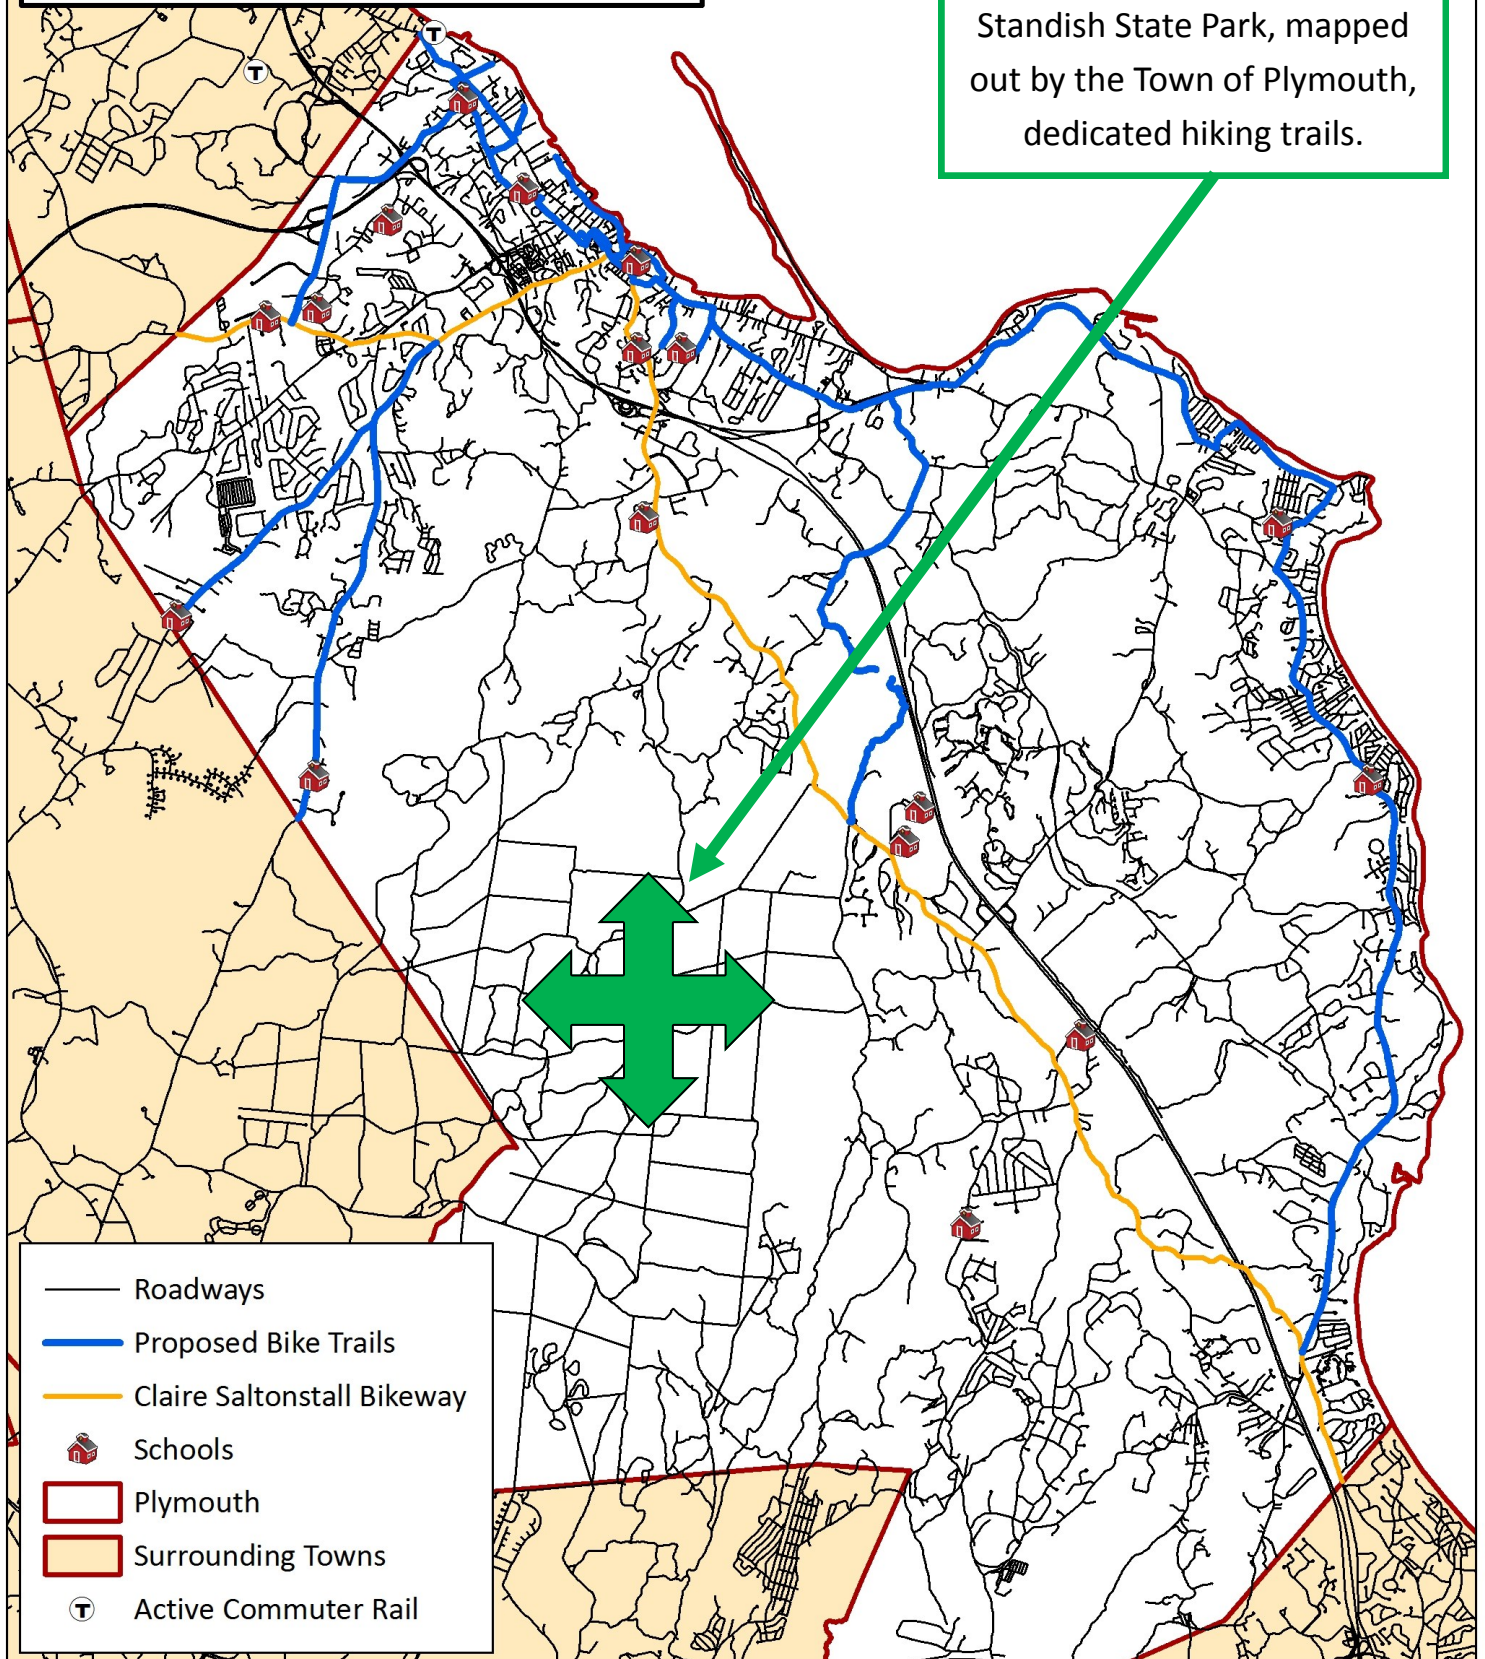 Standish State Park, mapped
out by the Town of Plymouth,
dedicated hiking trails.
T
T
Roadways
Proposed Bike Trails
Claire Saltonstall Bikeway
Schools
Plymouth
Surrounding Towns
T Active Commuter Rail